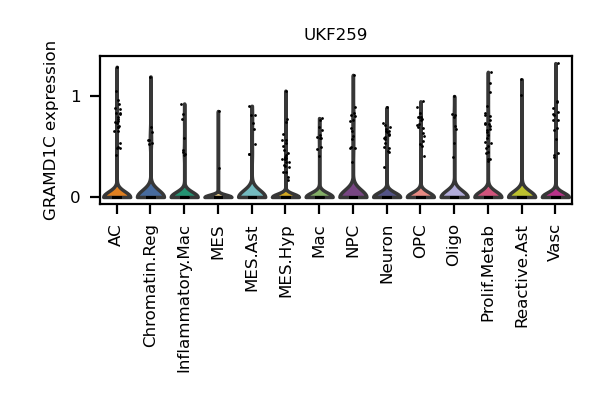 UKF259
GRAMD1C expression
1
0
AC
Chromatin.Reg
Inflammatory.Mac
MES
MES.Ast
MES.Hyp
Mac
NPC
Neuron
OPC
Oligo
Prolif.Metab
Reactive.Ast
Vasc